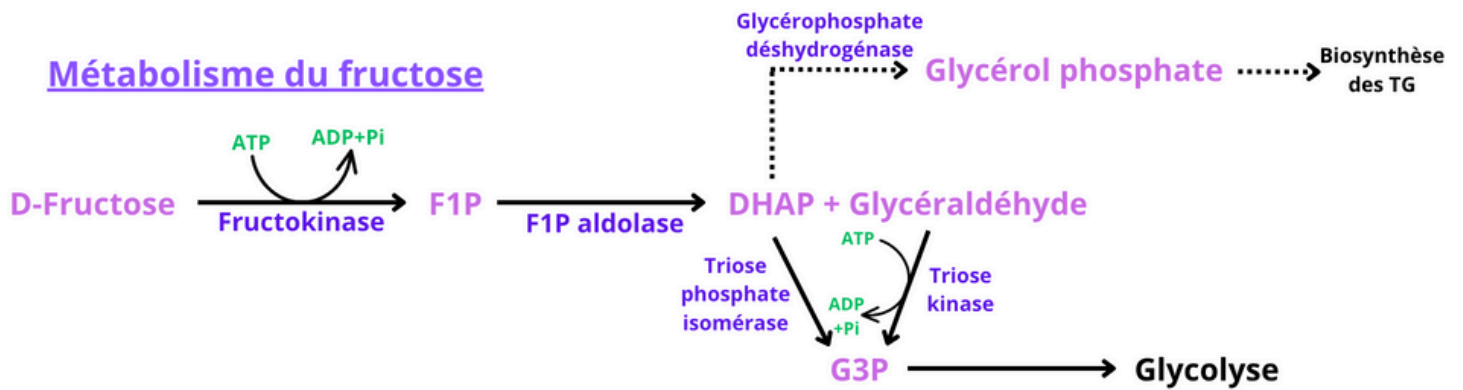 Glycérophosphate
déshydrogénase
Métabolisme du fructose
Glycérol phosphate
Biosynthèse
des TG
ATP
ADP+Pi
D-Fructose
Fructokinase
F1P
F1P aldolase
DHAP + Glycéraldéhyde
ATP
Triose
phosphate
isomérase
ADP
+Pi
Triose
kinase
G3P
Glycolyse